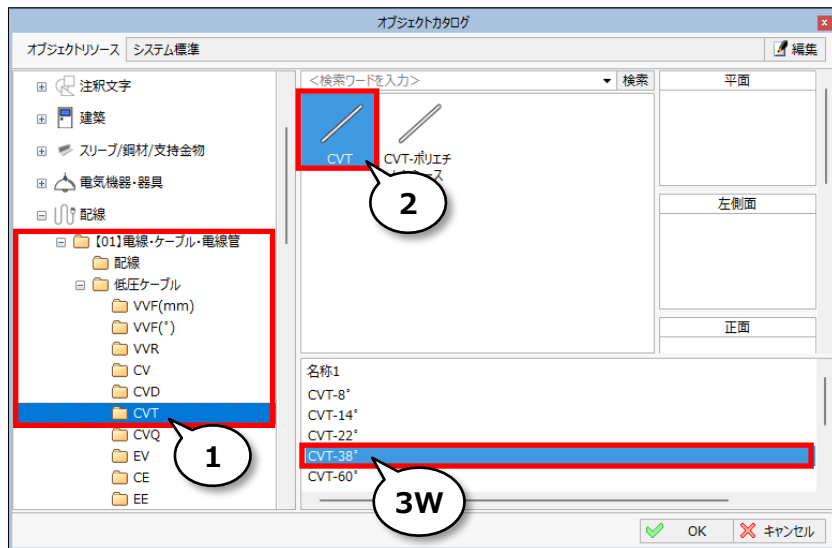 オブジェクトカタログ
オブジェクトリソース システム標準 編集
注釈文字
建築
スリーブ/鋼材/支持金物
電気機器・器具
配線
【01】電線・ケーブル・電線管
配線
低圧ケーブル
VVF(mm)
VVF(°)
VVR
CV
CVD
CVT
CVQ
EV
CE
EE
1
<検索ワードを入力> 検索
CVT
CVT-ポリエチ
2
名称1
CVT-8°
CVT-14°
CVT-22°
CVT-38°
CVT-60°
3W
平面
左側面
正面
OK キャンセル